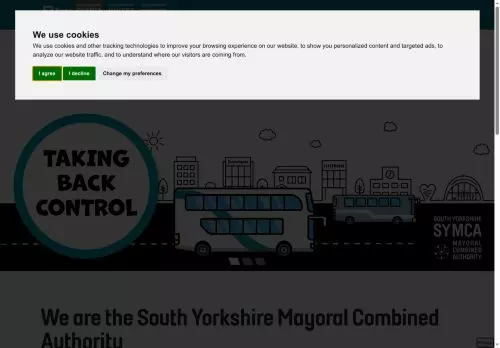 We use cookies
We use cookies and other tracking technologies to improve your browsing experience on our website, to show you personalized content and targeted ads, to
analyze our website traffic, and to understand where our visitors are coming from.
I agree
I decline
Change my preferences
TAKING
BACK
CONTROL
SOUTH YORKSHIRE
SYMCA
MAYORAL
COMBINED
AUTHORITY
We are the South Yorkshire Mayoral Combined
Authority